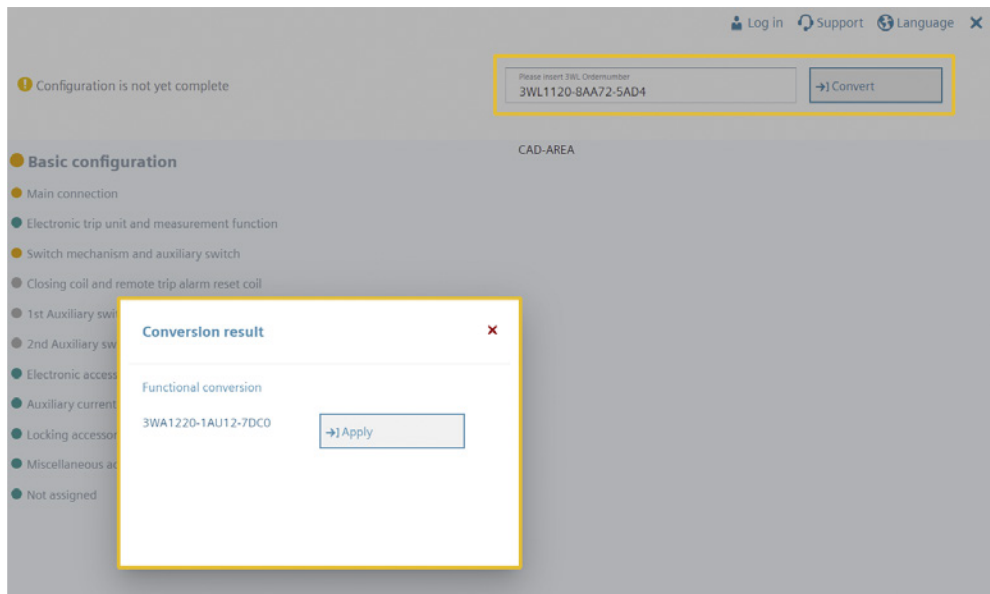 Log in Support Language
Configuration is not yet complete
Please insert 3WL Ordernumber
3WL1120-8AA72-5AD4
Convert
Basic configuration
CAD-AREA
Main connection
Electronic trip unit and measurement function
Switch mechanism and auxiliary switch
Closing coil and remote trip alarm reset coil
1st Auxiliary swi
2nd Auxiliary sw
Electronic access
Auxiliary current
Locking accessor
Miscellaneous ac
Not assigned
Conversion result
Functional conversion
3WA1220-1AU12-7DC0
Apply